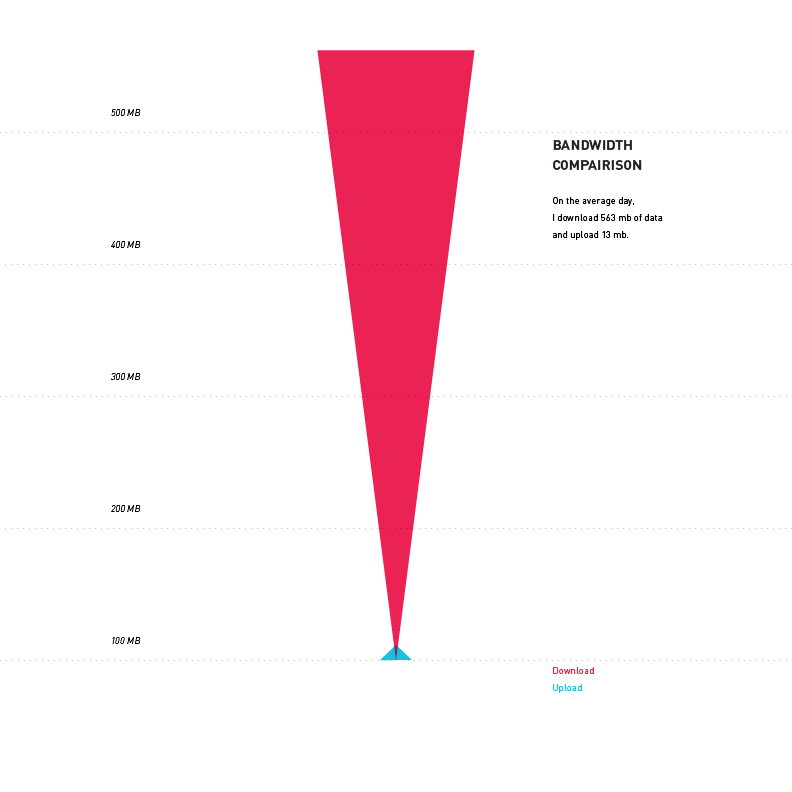 500 MB
BANDWIDTH
COMPAIRISON
On the average day,
I download 563 mb of data
and upload 13 mb.
400 MB
300 MB
200 MB
100 MB
Download
Upload